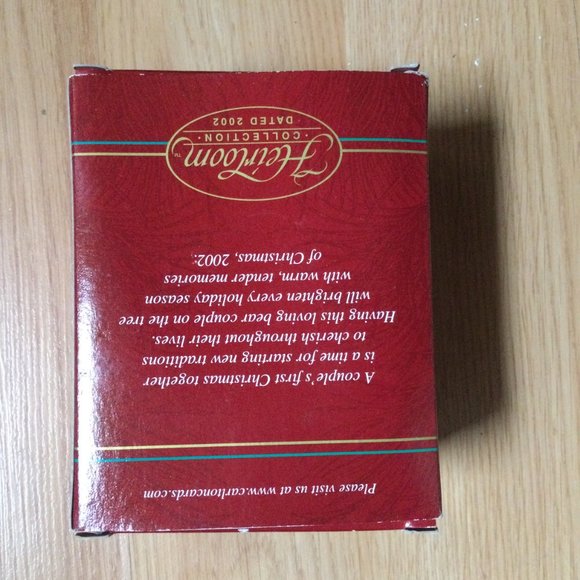 Please visit us at www.carltoncards.com
A couple's first Christmas together
is a time for starting new traditions
to cherish throughout their lives.
Having this loving bear couple on the tree
will brighten every holiday season
with warm, tender memories
of Christmas, 2002.
Heirloom™
· COLLECTION ·
DATED 2002